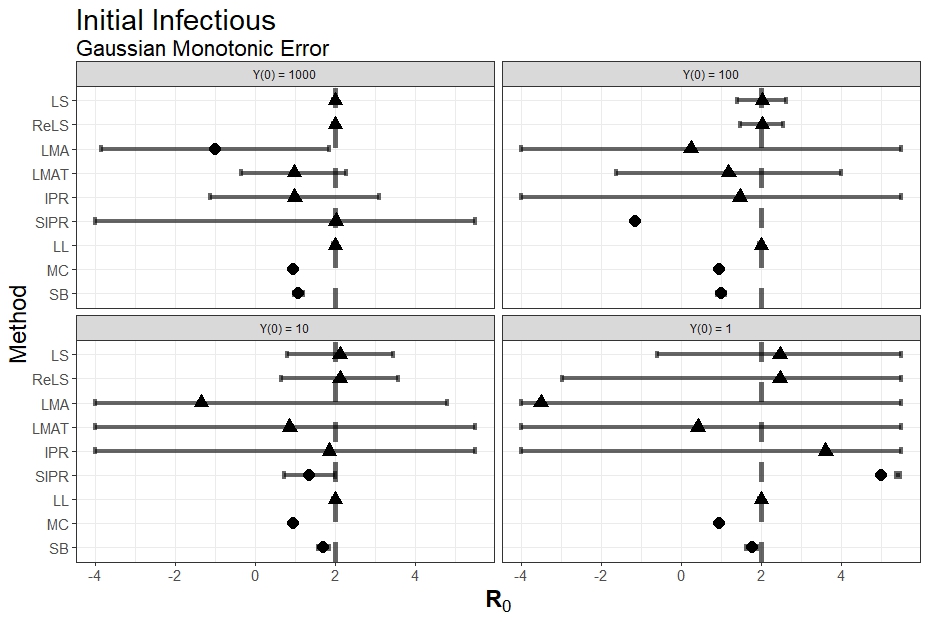 Initial Infectious
Gaussian Monotonic Error
Y(0) = 1000
Y(0) = 100
LS
ReLS
LMA
LMAT
IPR
SIPR
LL
MC
SB
Y(0) = 10
Y(0) = 1
LS
ReLS
LMA
LMAT
IPR
SIPR
LL
MC
SB
Method
-4 -2 0 2 4
-4 -2 0 2 4
R0